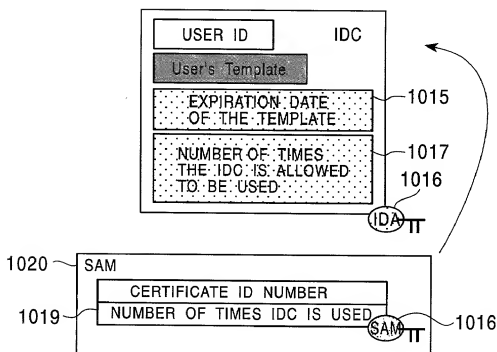 USER ID
IDC
User's Template
EXPIRATION DATE
OF THE TEMPLATE
1015
NUMBER OF TIMES
THE IDC IS ALLOWED
TO BE USED
1017
1016
IDA
1020
SAM
CERTIFICATE ID NUMBER
1019
NUMBER OF TIMES IDC IS USED
SAM
1016